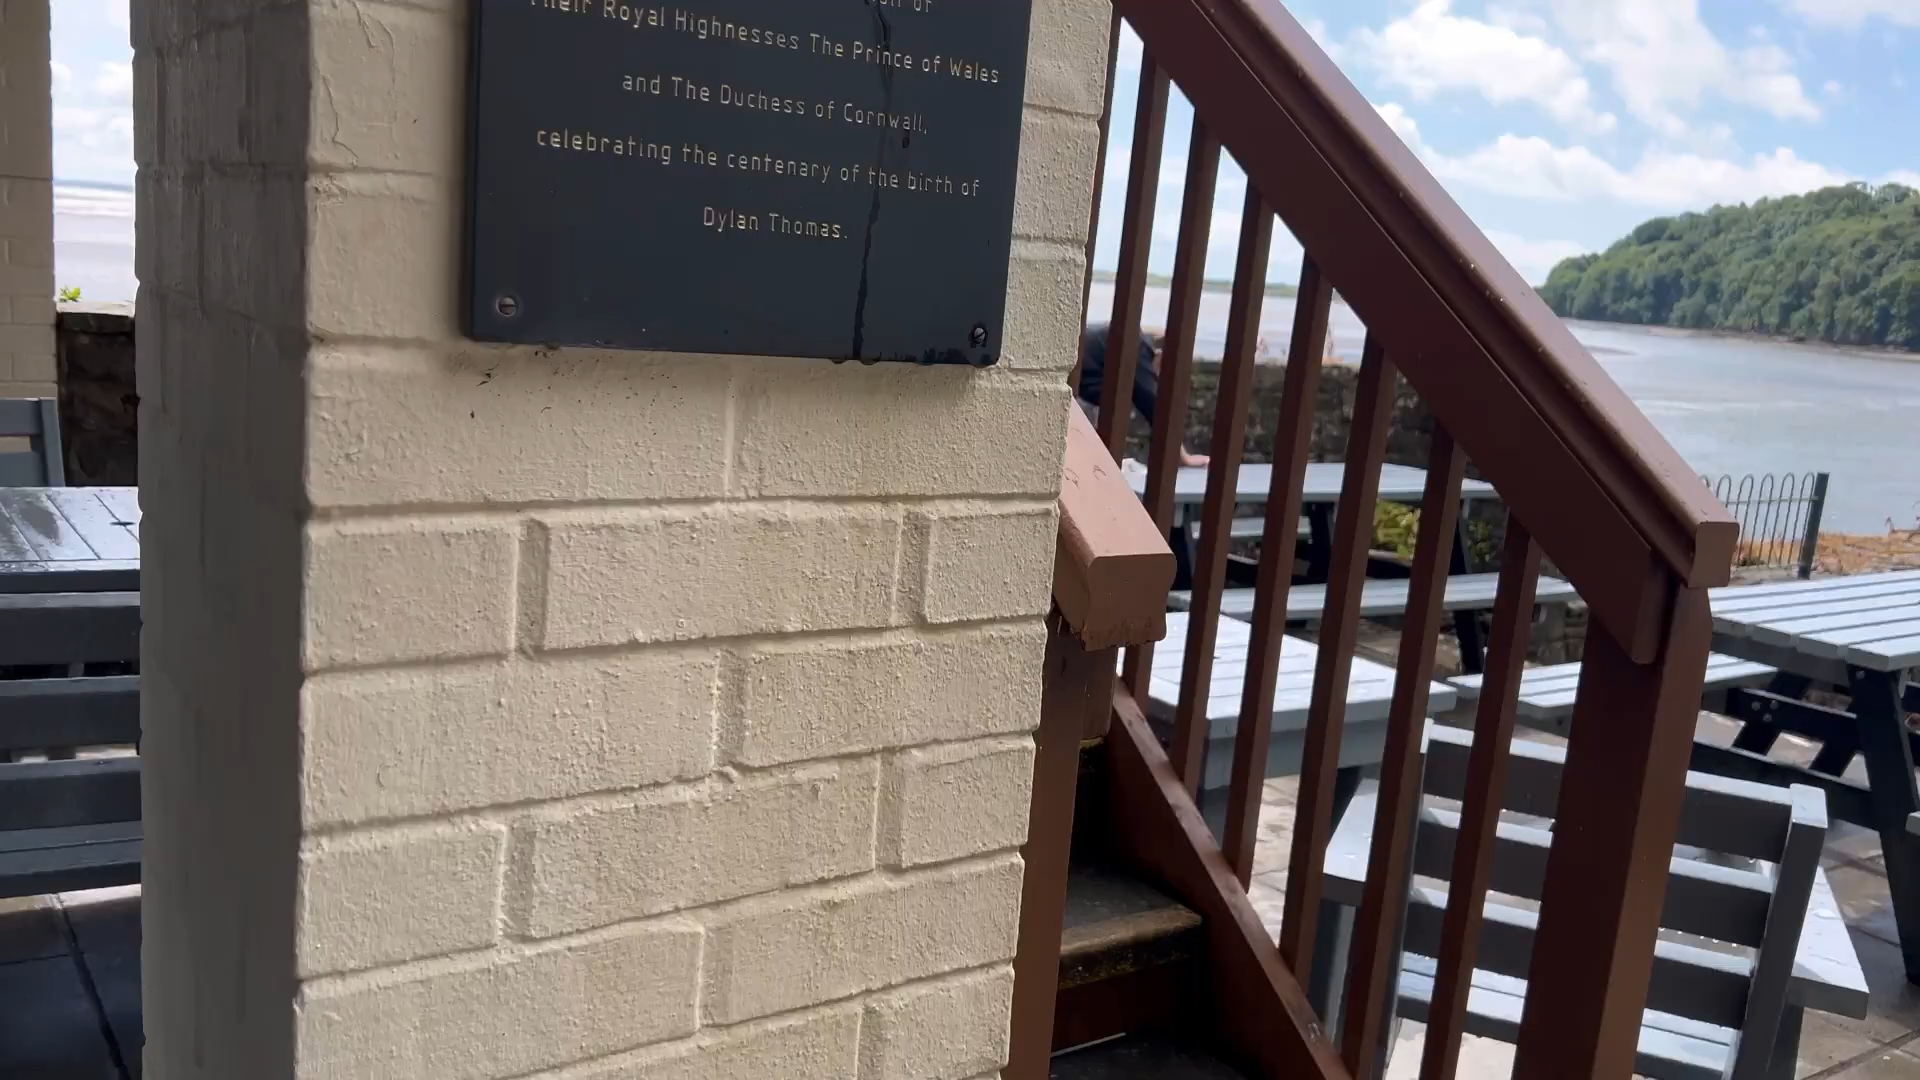 of
Their Royal Highnesses The Prince of Wales
and The Duchess of Cornwall,
celebrating the centenary of the birth of
Dylan Thomas.